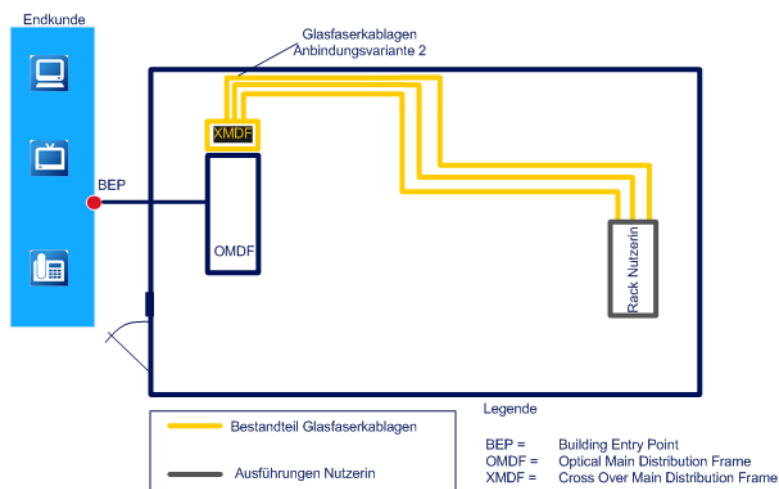 Endkunde
Glasfaserkablagen
Anbindungsvariante 2
XMDF
BEP
OMDF
Rack Nutzerin
Legende
Bestandteil Glasfaserkablagen
Ausführungen Nutzerin
BEP = Building Entry Point
OMDF = Optical Main Distribution Frame
XMDF = Cross Over Main Distribution Frame